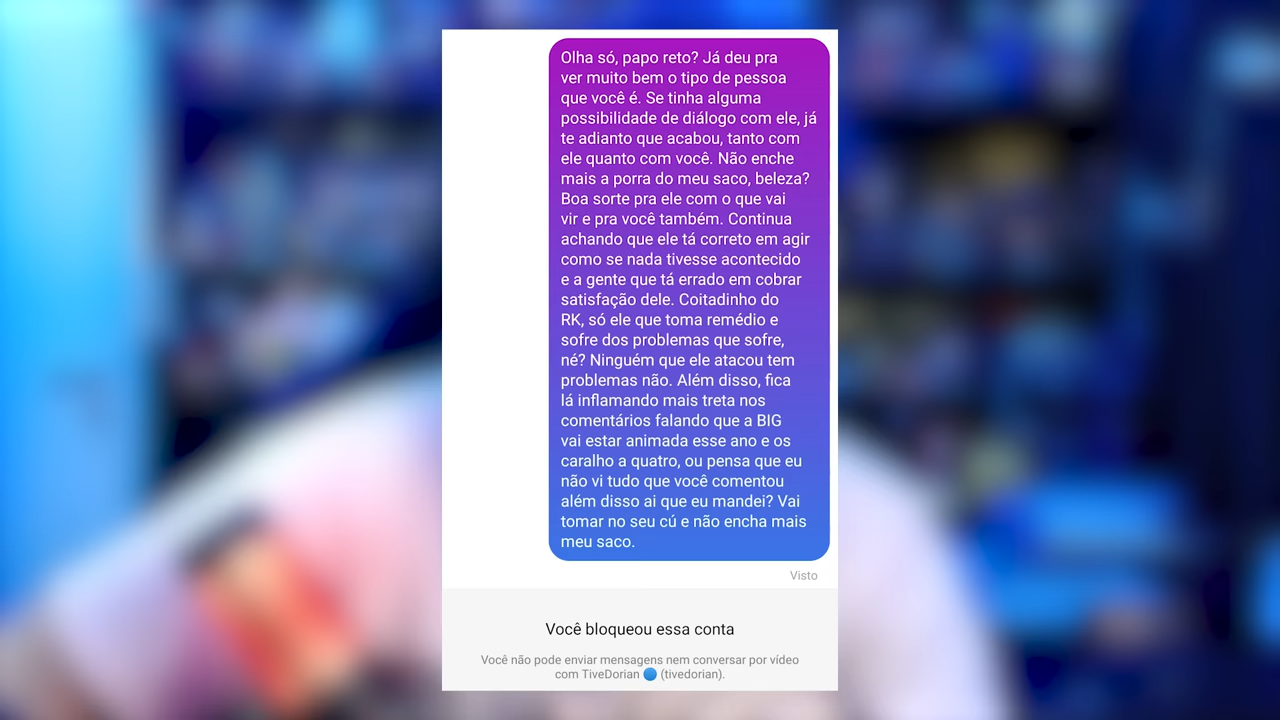 Olha só, papo reto? Já deu pra
ver muito bem o tipo de pessoa
que você é. Se tinha alguma
possibilidade de diálogo com ele, já
te adianto que acabou, tanto com
ele quanto com você. Não enche
mais a porra do meu saco, beleza?
Boa sorte pra ele com o que vai
vir e pra você também. Continua
achando que ele tá correto em agir
como se nada tivesse acontecido
e a gente que tá errado em cobrar
satisfação dele. Coitadinho do
RK, só ele que toma remédio e
sofre dos problemas que sofre,
né? Ninguém que ele atacou tem
problemas não. Além disso, fica
lá inflamando mais treta nos
comentários falando que a BIG
vai estar animada esse ano e os
caralho a quatro, ou pensa que eu
não vi tudo que você comentou
além disso ai que eu mandei? Vai
tomar no seu cú e não encha mais
meu saco.
Visto
Você bloqueou essa conta
Você não pode enviar mensagens nem conversar por vídeo
com TiveDorian 🔵 (tivedorian).